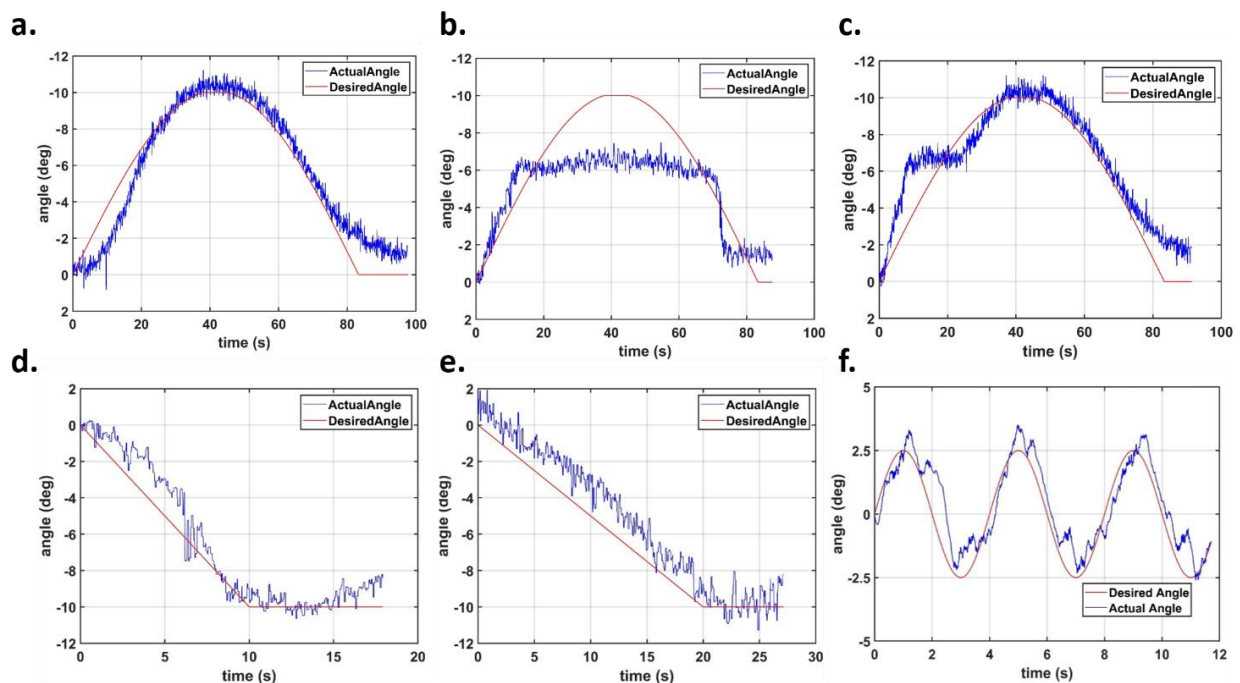 a.
-12
-10
-8
-6
-4
-2
0
2
angle (deg)
ActualAngle
DesiredAngle
0 20 40 60 80 100
time (s)
b.
-12
-10
-8
-6
-4
-2
0
2
angle (deg)
ActualAngle
DesiredAngle
0 20 40 60 80 100
time (s)
c.
-12
-10
-8
-6
-4
-2
0
2
angle (deg)
ActualAngle
DesiredAngle
0 20 40 60 80 100
time (s)
d.
2
0
-2
-4
-6
-8
-10
-12
angle (deg)
ActualAngle
DesiredAngle
0 5 10 15 20
time (s)
e.
2
0
-2
-4
-6
-8
-10
-12
angle (deg)
ActualAngle
DesiredAngle
0 5 10 15 20 25 30
time (s)
f.
5
2.5
0
-2.5
-5
angle (deg)
Desired Angle
Actual Angle
0 2 4 6 8 10 12
time (s)